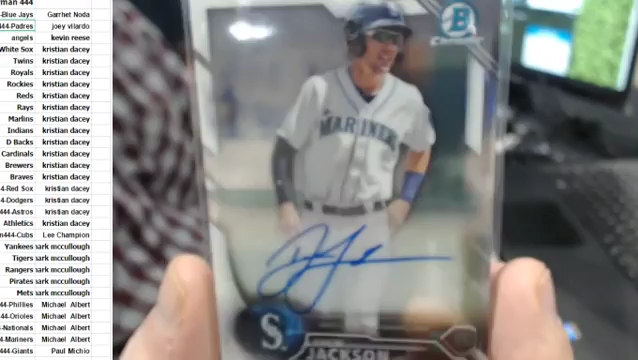 man 444
-Blue Jays Garrhet Noda
444-Padres joey vilardo
angels kevin reese
White Sox kristian dacey
Twins kristian dacey
Royals kristian dacey
Rockies kristian dacey
Reds kristian dacey
Rays kristian dacey
Marlins kristian dacey
Indians kristian dacey
D Backs kristian dacey
Cardinals kristian dacey
Brewers kristian dacey
Braves kristian dacey
4-Red Sox kristian dacey
4-Dodgers kristian dacey
444-Astros kristian dacey
Athletics kristian dacey
n444-Cubs Lee Champion
Yankees ark mccullough
Tigers ark mccullough
Rangers ark mccullough
Pirates ark mccullough
Mets ark mccullough
44-Phillies Michael Albert
44-Orioles Michael Albert
-Nationals Michael Albert
4-Mariners Michael Albert
444-Giants Paul Michio
B
MARINER
S
JACKSON